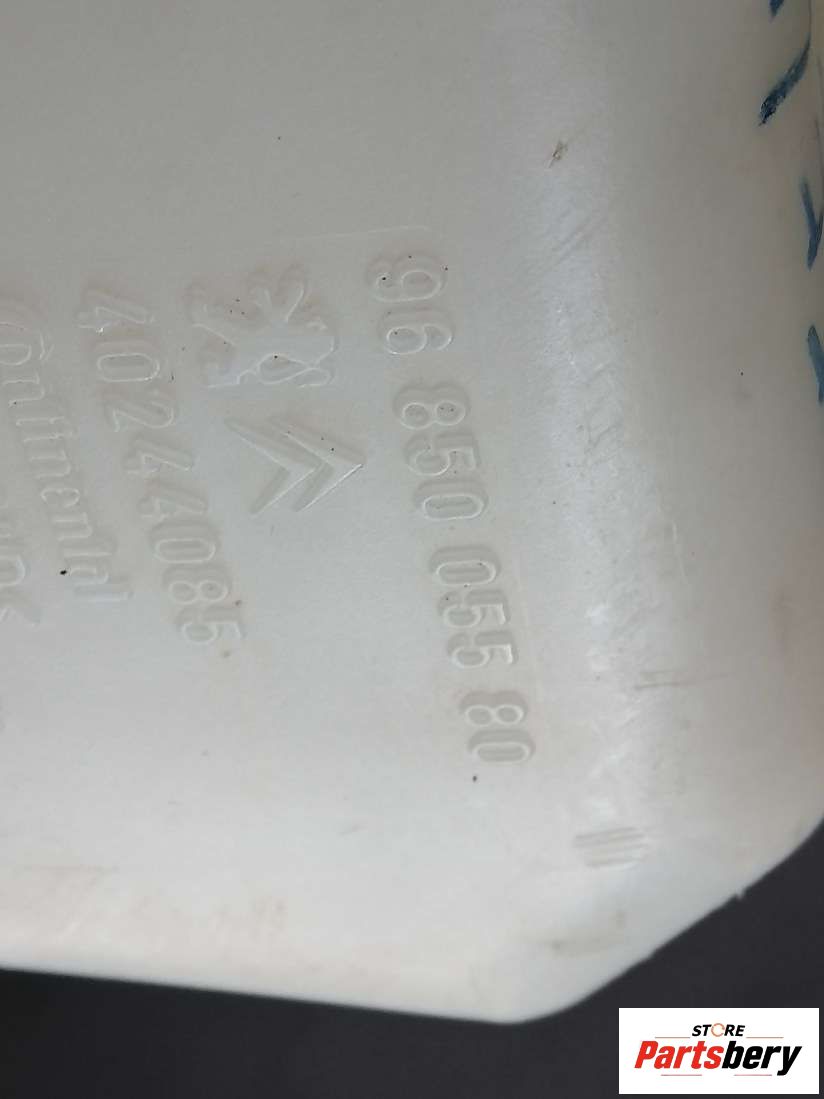 96 850 055 80
40244085
Continental
STORE
Partsbery